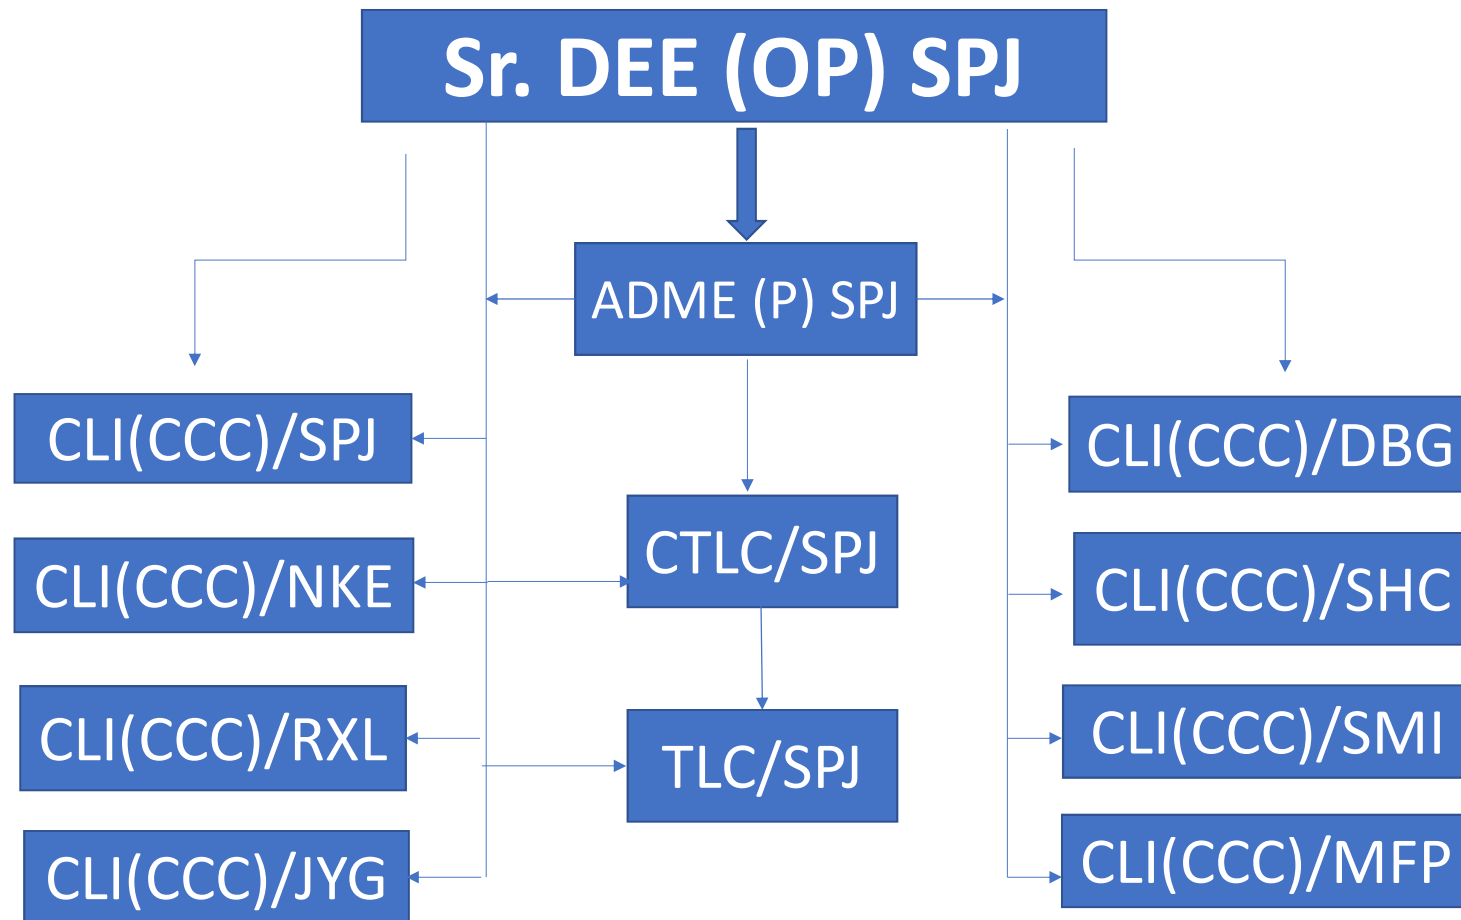 Sr. DEE (OP) SPJ
ADME (P) SPJ
CLI(CCC)/SPJ
CLI(CCC)/DBG
CTLC/SPJ
CLI(CCC)/NKE
CLI(CCC)/SHC
CLI(CCC)/RXL
TLC/SPJ
CLI(CCC)/SMI
CLI(CCC)/JYG
CLI(CCC)/MFP